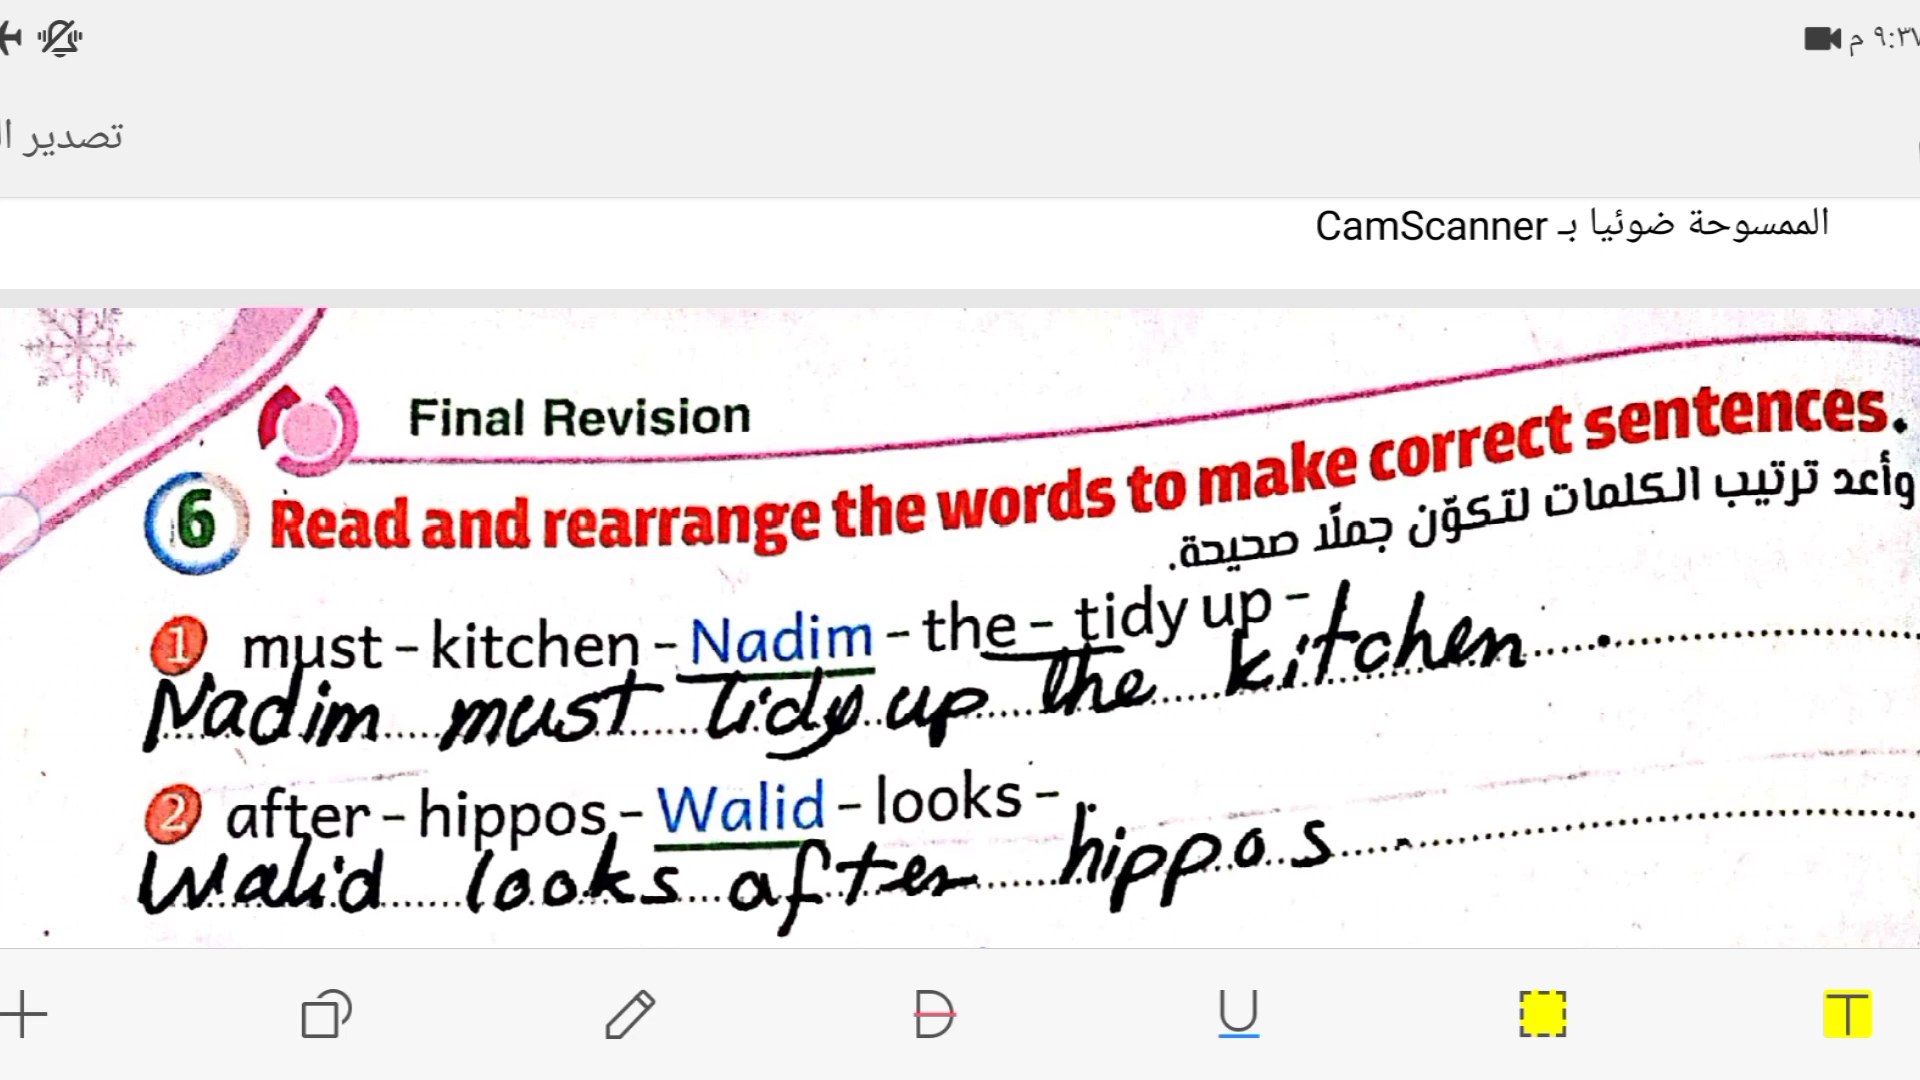 ٩:٣٧ م
تصدير
الممسوحة ضوئيا بـ CamScanner
Final Revision
6 Read and rearrange the words to make correct sentences.
وأعد ترتيب الكلمات لتكوّن جملًا صحيحة.
1 must - kitchen - Nadim - the - tidy up -
Nadim must tidy up the kitchen .
2 after - hippos - Walid - looks -
Walid looks after hippos .
D U T